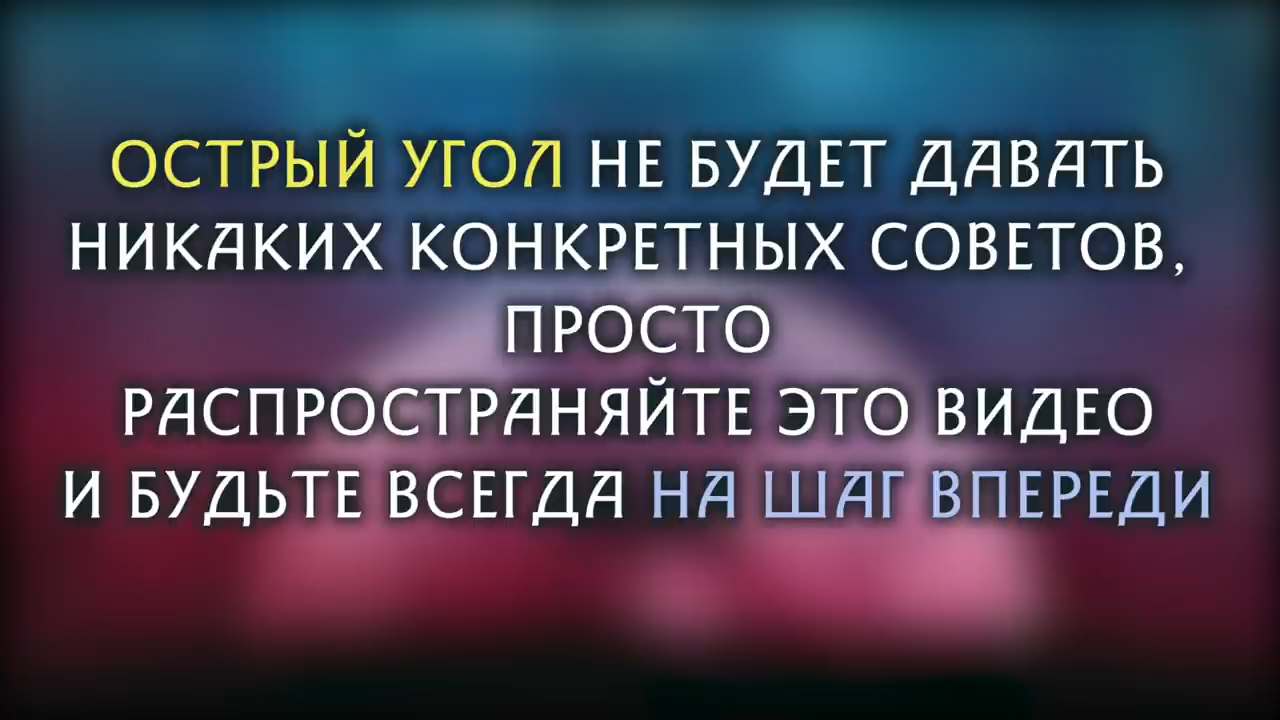 ОСТРЫЙ УГОЛ НЕ БУДЕТ ДАВАТЬ
НИКАКИХ КОНКРЕТНЫХ СОВЕТОВ,
ПРОСТО
РАСПРОСТРАНЯЙТЕ ЭТО ВИДЕО
И БУДЬТЕ ВСЕГДА НА ШАГ ВПЕРЕДИ